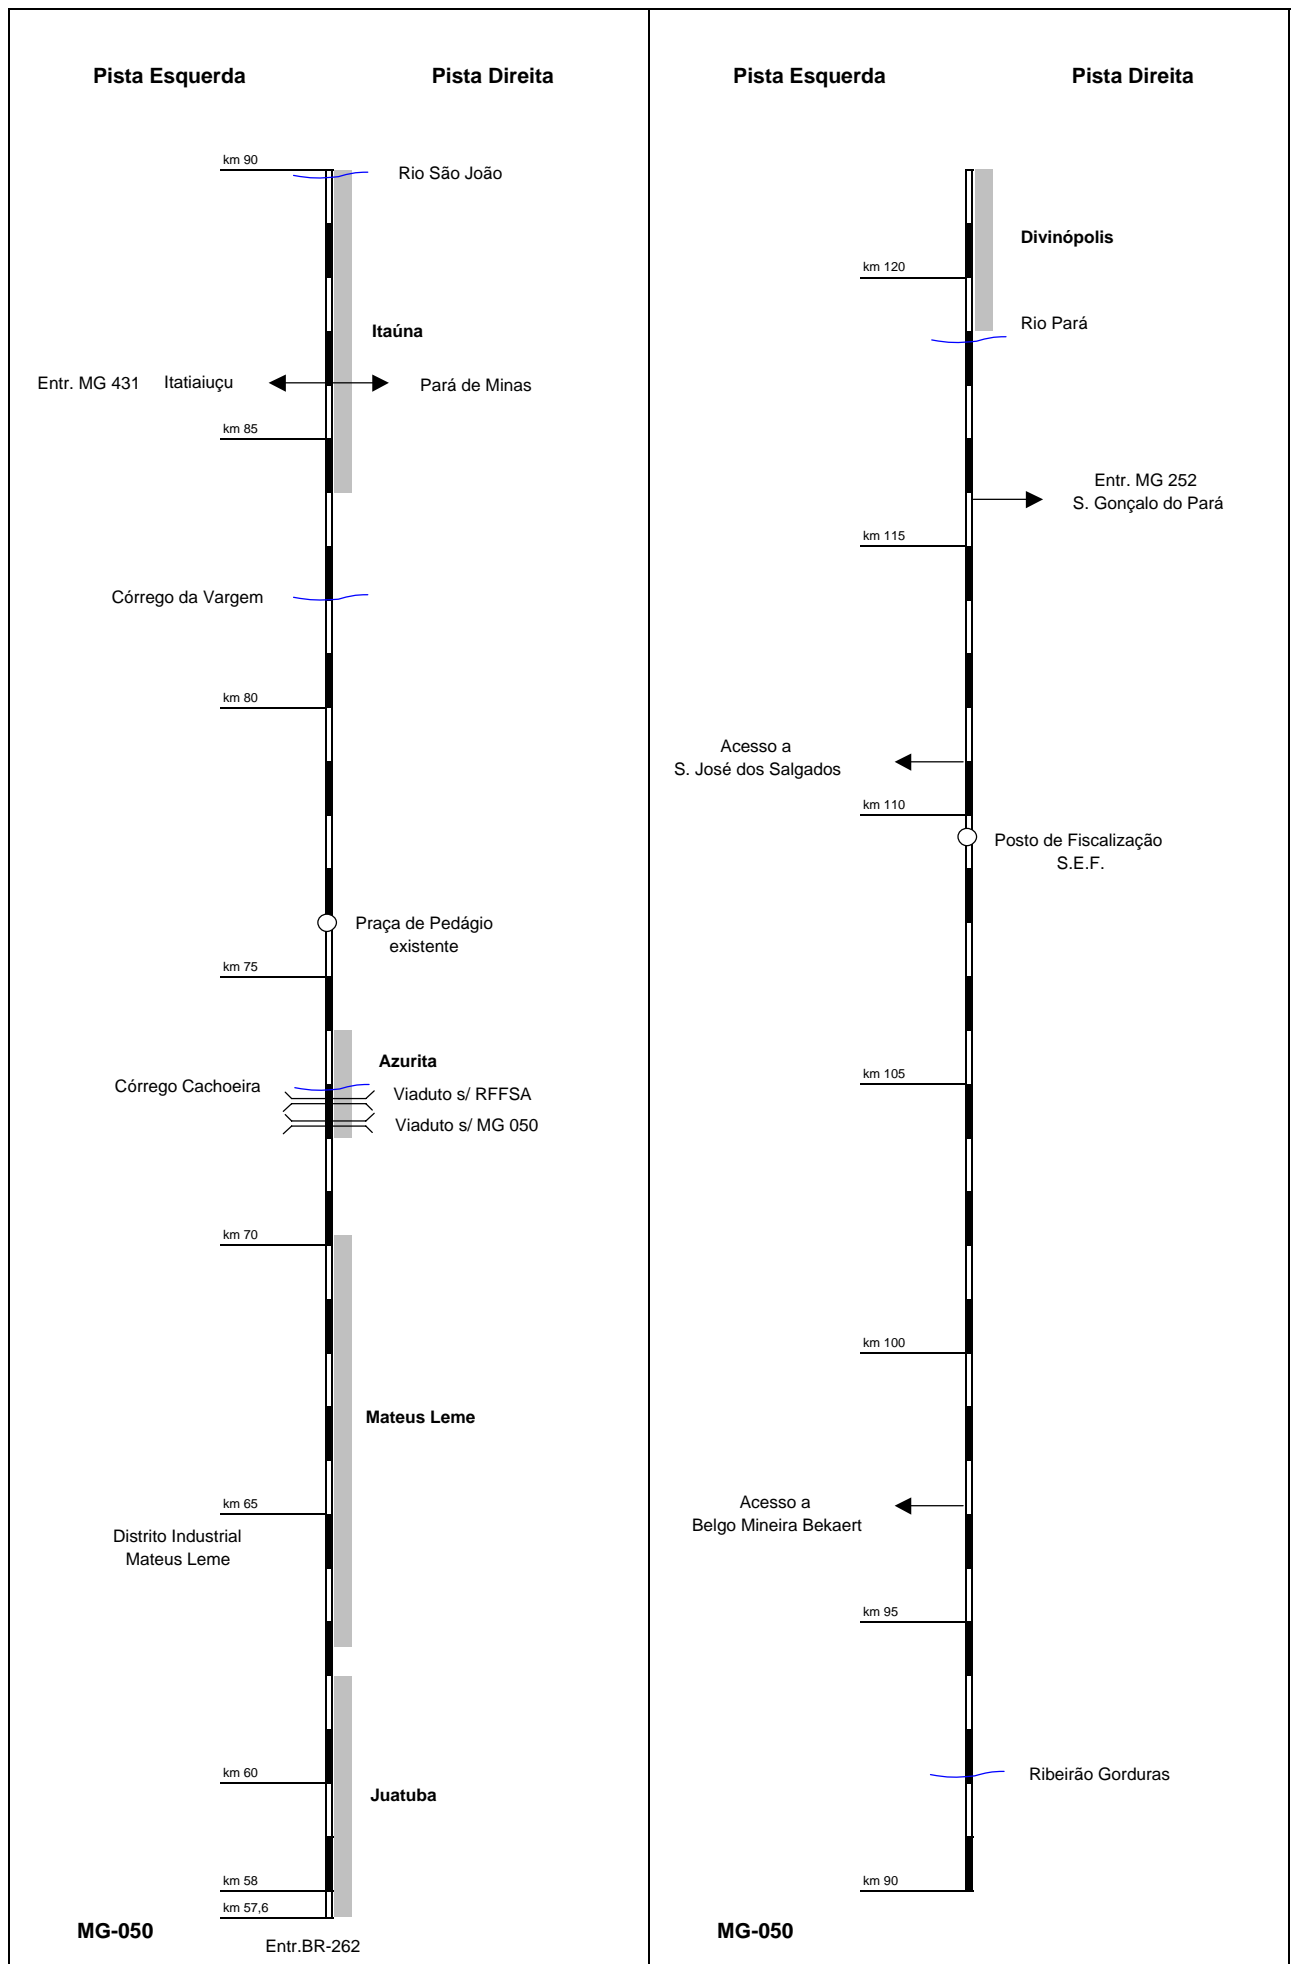 Pista Esquerda
Pista Direita
km 90
Rio São João
Itaúna
Entr. MG 431
Itatiaiuçu
Pará de Minas
km 85
Córrego da Vargem
km 80
Praça de Pedágio
existente
km 75
Azurita
Córrego Cachoeira
Viaduto s/ RFFSA
Viaduto s/ MG 050
km 70
Mateus Leme
km 65
Distrito Industrial
Mateus Leme
km 60
Juatuba
km 58
km 57,6
MG-050
Entr.BR-262
Pista Esquerda
Pista Direita
Divinópolis
km 120
Rio Pará
Entr. MG 252
S. Gonçalo do Pará
km 115
Acesso a
S. José dos Salgados
km 110
Posto de Fiscalização
S.E.F.
km 105
km 100
Acesso a
Belgo Mineira Bekaert
km 95
Ribeirão Gorduras
km 90
MG-050